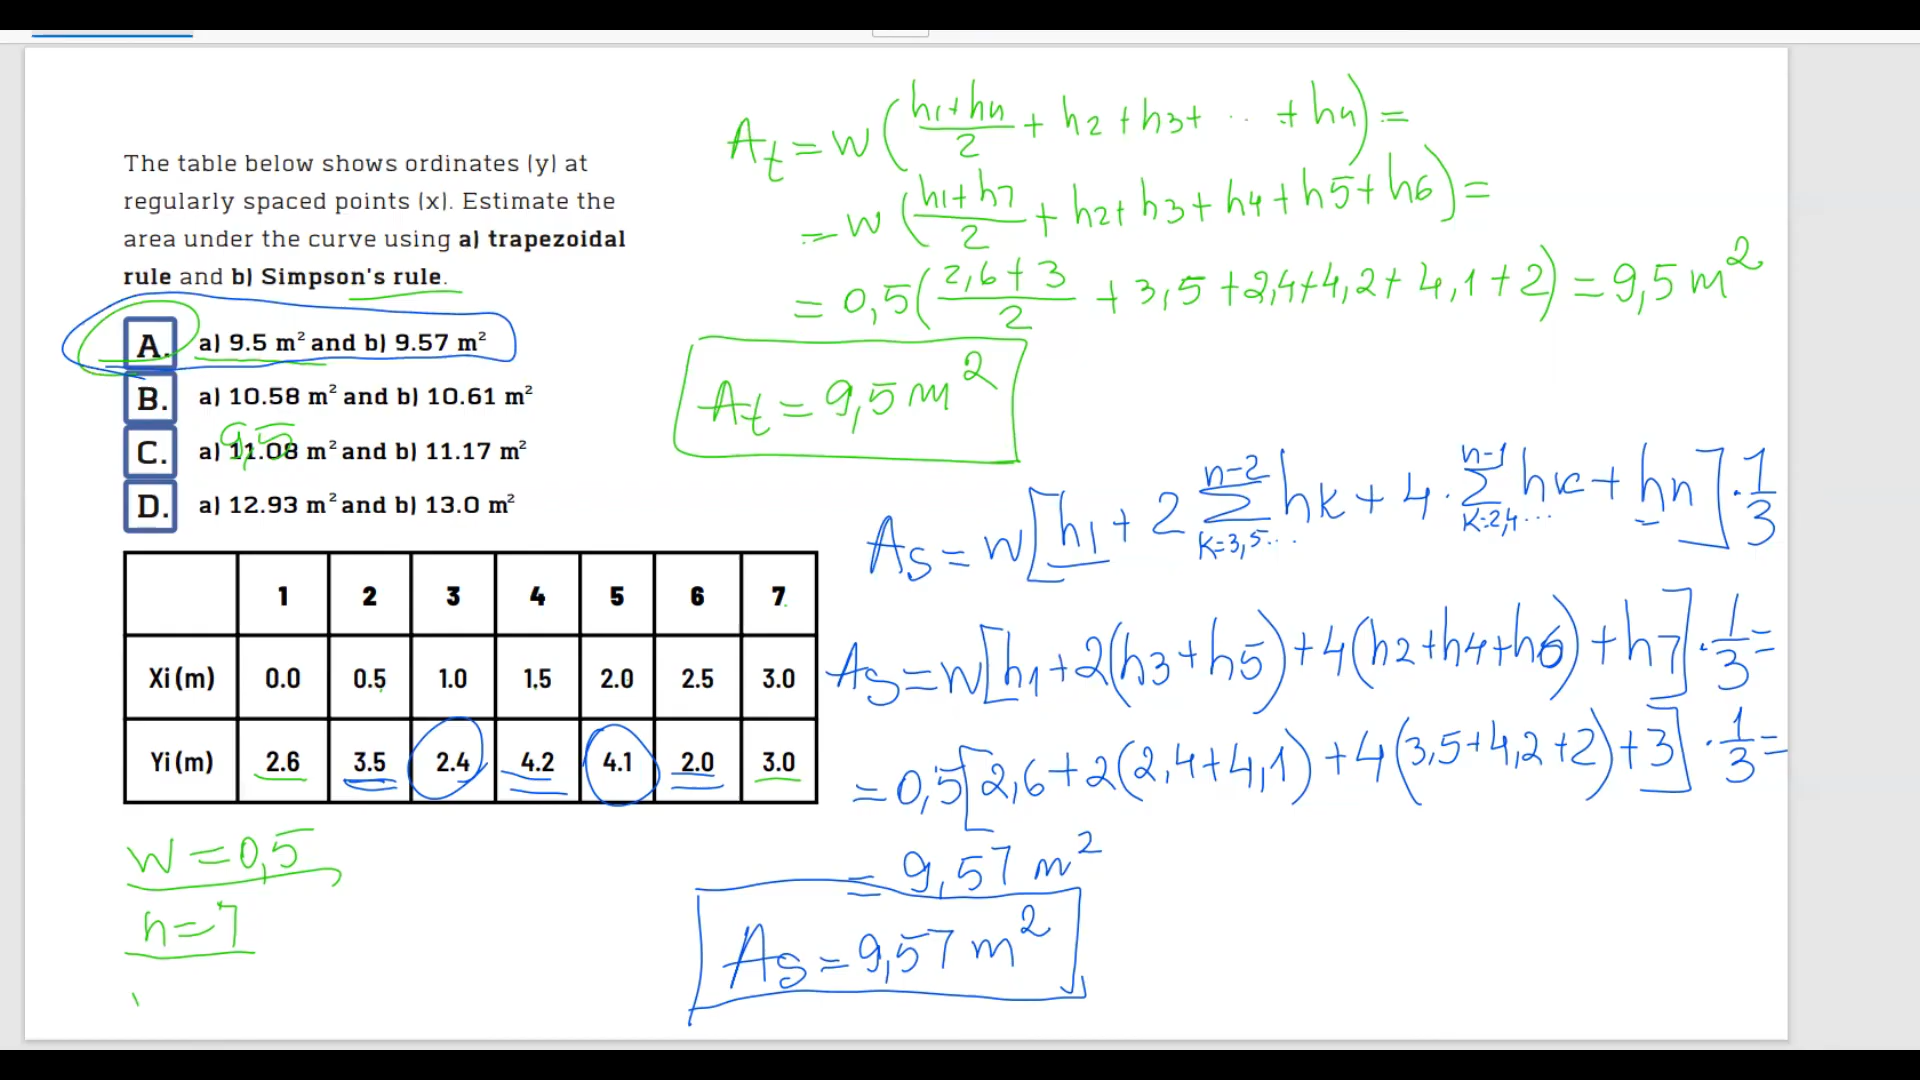 The table below shows ordinates (y) at
regularly spaced points (x). Estimate the
area under the curve using a) trapezoidal
rule and b) Simpson's rule.
A. a) 9.5 m² and b) 9.57 m²
B. a) 10.58 m² and b) 10.61 m²
9,5
C. a) 11.08 m² and b) 11.17 m²
D. a) 12.93 m² and b) 13.0 m²
1 2 3 4 5 6 7
Xi (m) 0.0 0.5 1.0 1.5 2.0 2.5 3.0
Yi (m) 2.6 3.5 2.4 4.2 4.1 2.0 3.0
w = 0,5
n = 7
At = w ( (h1+hn)/2 + h2 + h3 + .. + hn ) =
= w ( (h1+h7)/2 + h2 + h3 + h4 + h5 + h6 ) =
= 0,5 ( (2,6+3)/2 + 3,5 + 2,4 + 4,2 + 4,1 + 2 ) = 9,5 m²
At = 9,5 m²
As = w [ h1 + 2 Σ n-2 K=3,5... hk + 4 · Σ n-1 K=2,4... hk + hn ] · 1/3
As = w [ h1 + 2(h3 + h5) + 4(h2 + h4 + h6) + h7 ] · 1/3 =
= 0,5 [ 2,6 + 2(2,4 + 4,1) + 4(3,5 + 4,2 + 2) + 3 ] · 1/3 =
= 9,57 m²
As = 9,57 m²